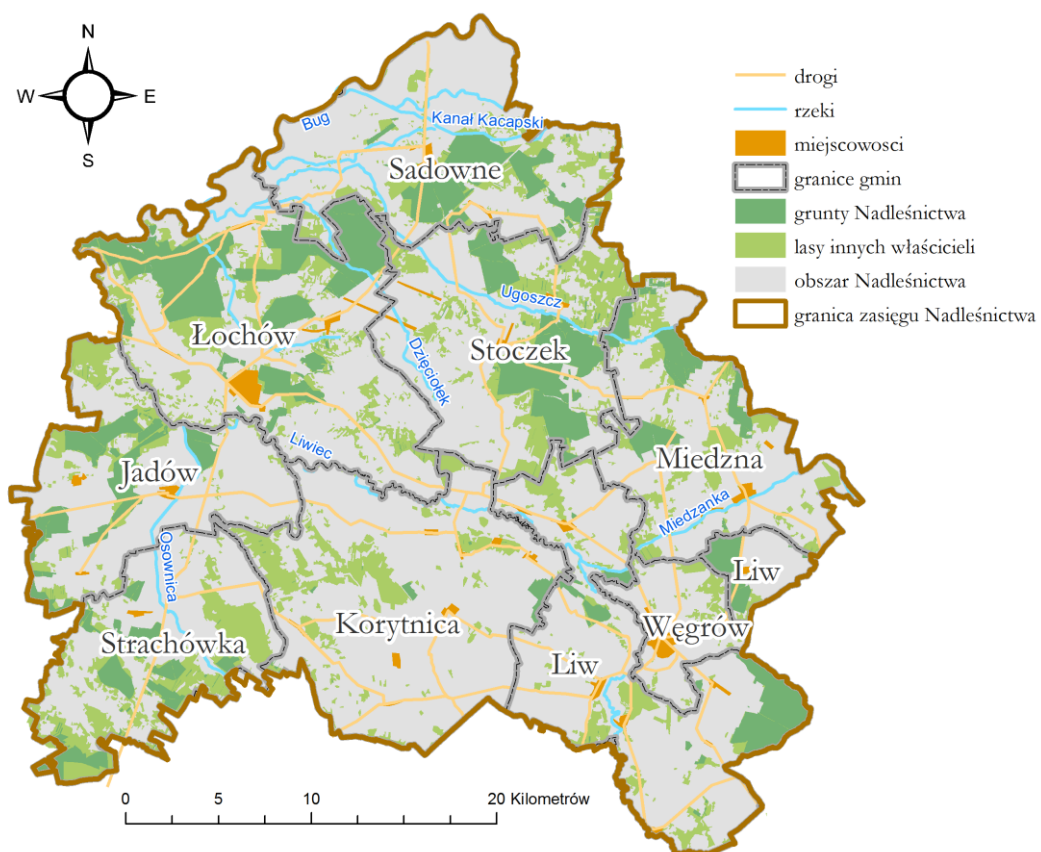 N
W
E
S
drogi
rzeki
miejscowosci
granice gmin
grunty Nadleśnictwa
lasy innych właścicieli
obszar Nadleśnictwa
granica zasięgu Nadleśnictwa
Bug
Kanał Kacapski
Sadowne
Ugoszcz
Łochów
Stoczek
Dzięciołek
Liwiec
Jadów
Miedzna
Miedzanka
Osownica
Liw
Korytnica
Węgrów
Strachówka
Liw
0 5 10 20 Kilometrów